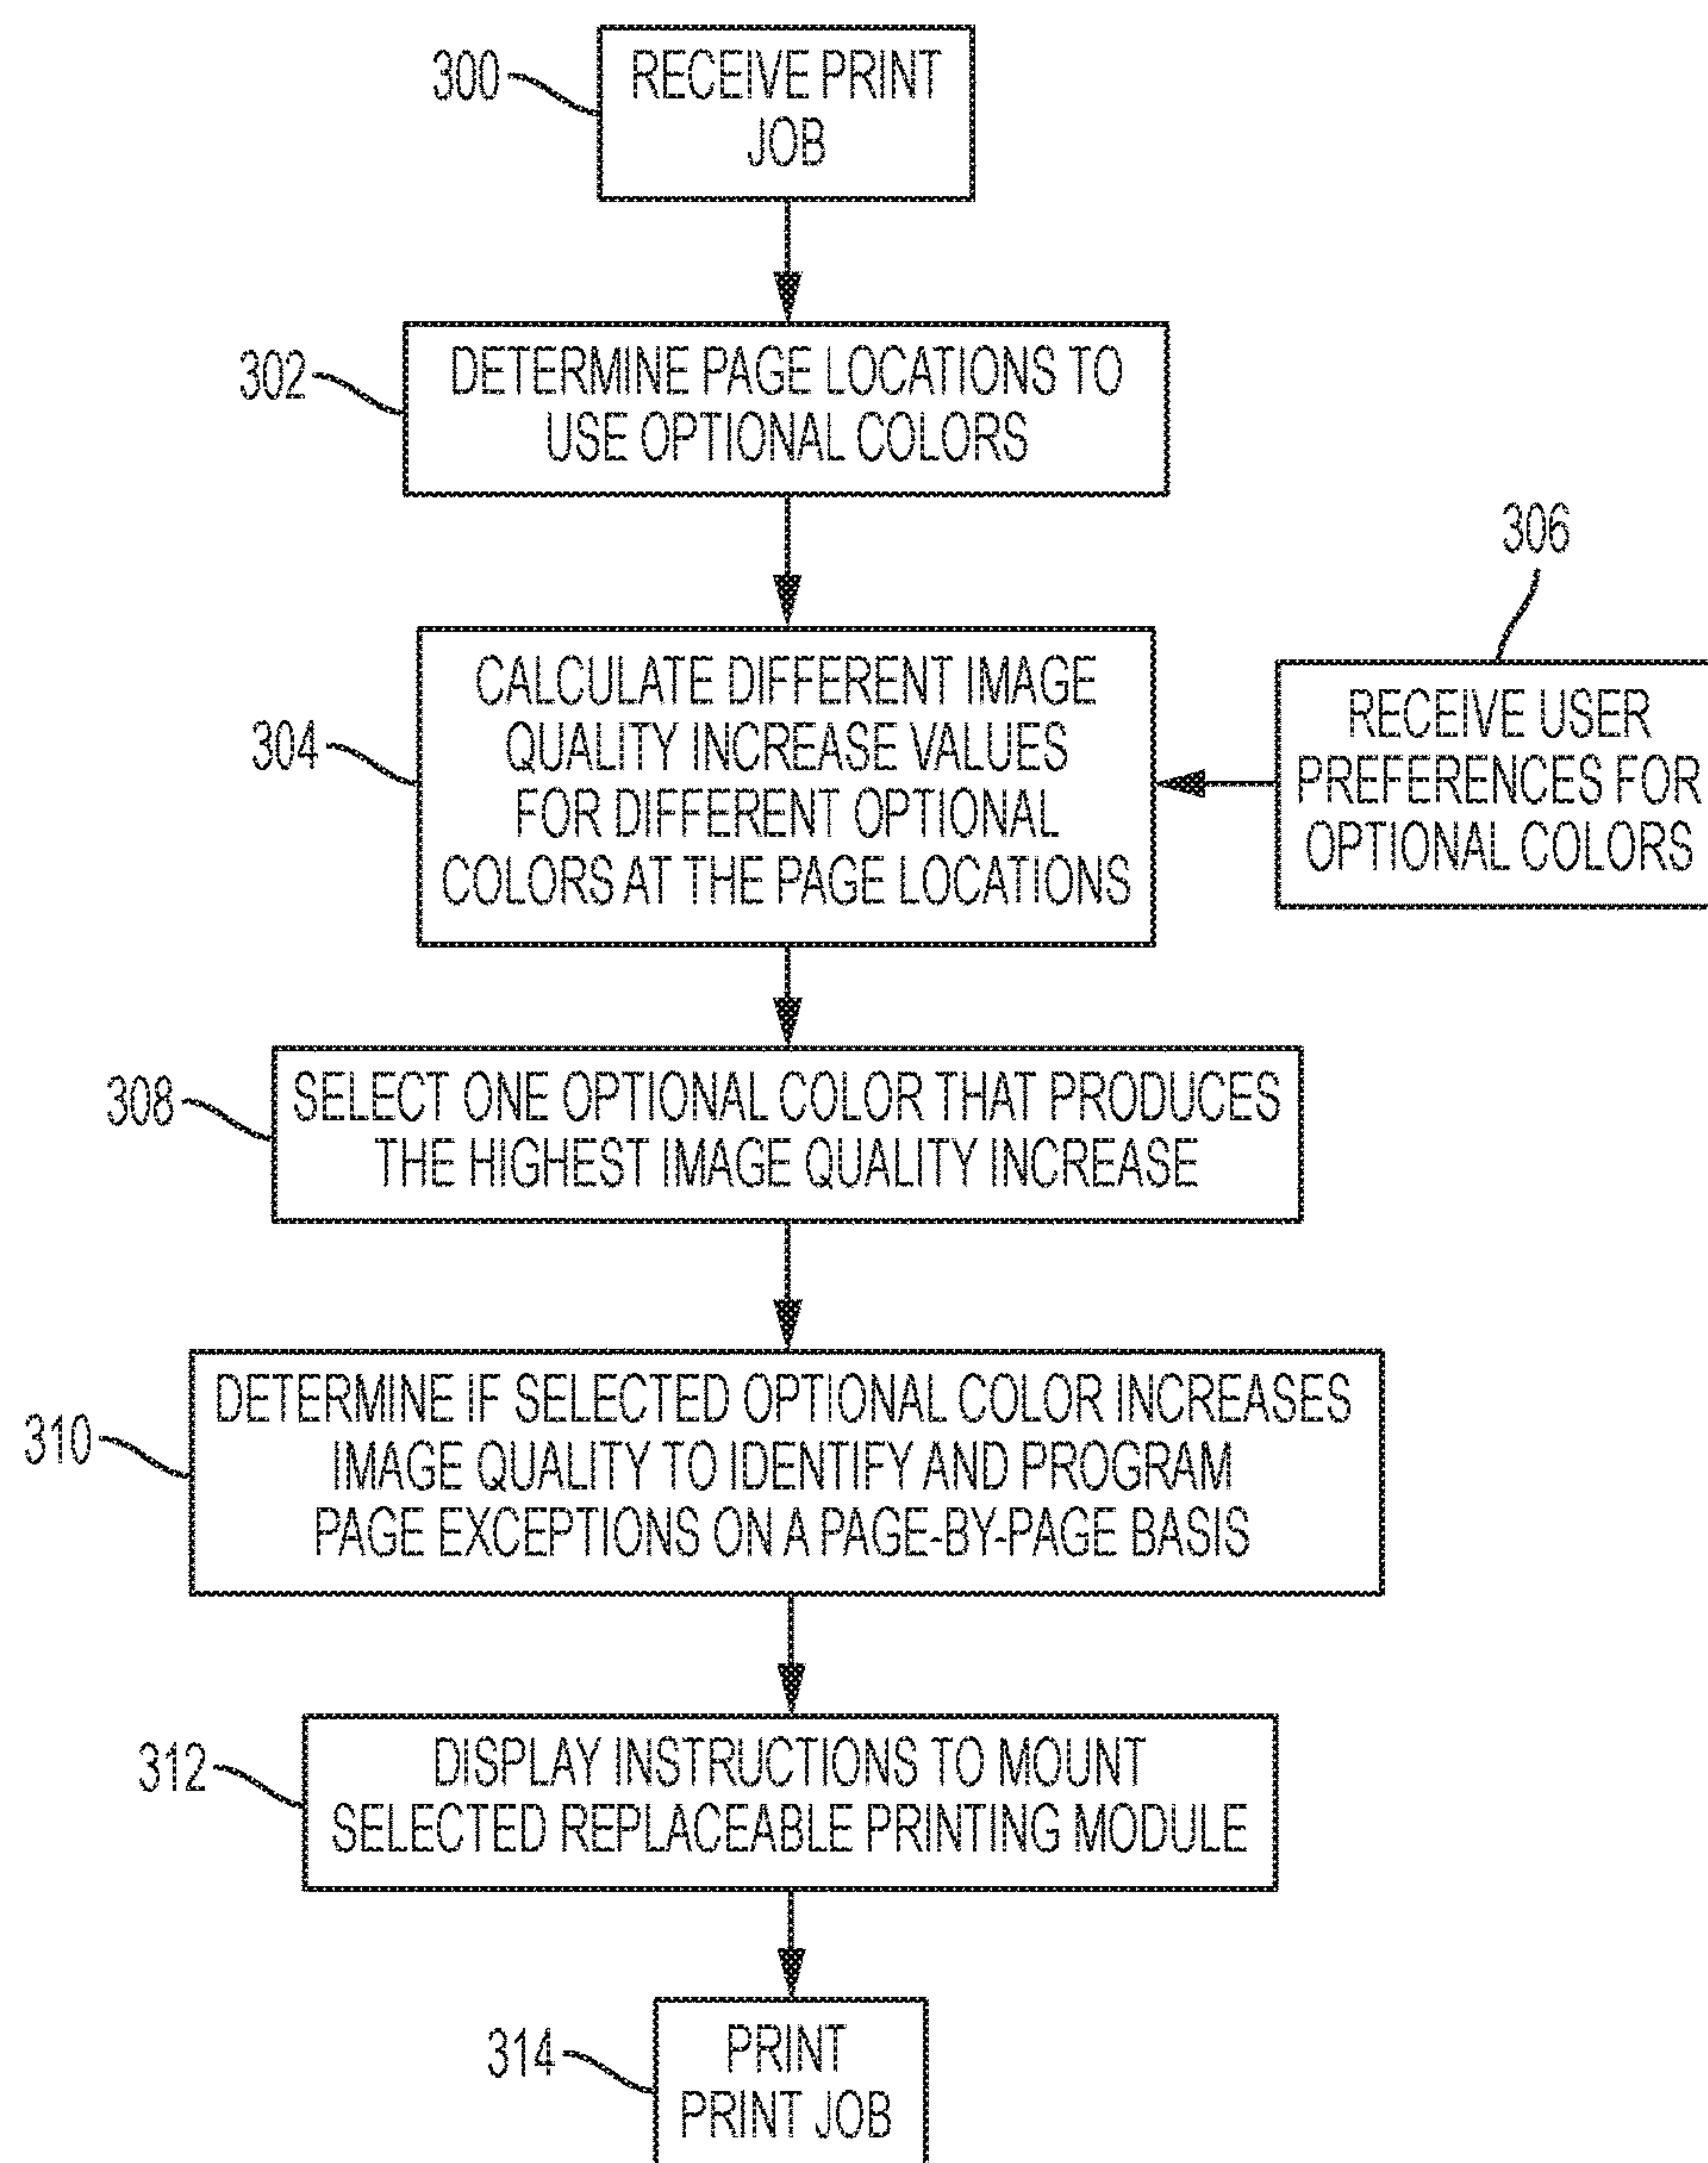 300
RECEIVE PRINT
JOB
302
DETERMINE PAGE LOCATIONS TO
USE OPTIONAL COLORS
304
CALCULATE DIFFERENT IMAGE
QUALITY INCREASE VALUES
FOR DIFFERENT OPTIONAL
COLORS AT THE PAGE LOCATIONS
306
RECEIVE USER
PREFERENCES FOR
OPTIONAL COLORS
308
SELECT ONE OPTIONAL COLOR THAT PRODUCES
THE HIGHEST IMAGE QUALITY INCREASE
310
DETERMINE IF SELECTED OPTIONAL COLOR INCREASES
IMAGE QUALITY TO IDENTIFY AND PROGRAM
PAGE EXCEPTIONS ON A PAGE-BY-PAGE BASIS
312
DISPLAY INSTRUCTIONS TO MOUNT
SELECTED REPLACEABLE PRINTING MODULE
314
PRINT
PRINT JOB